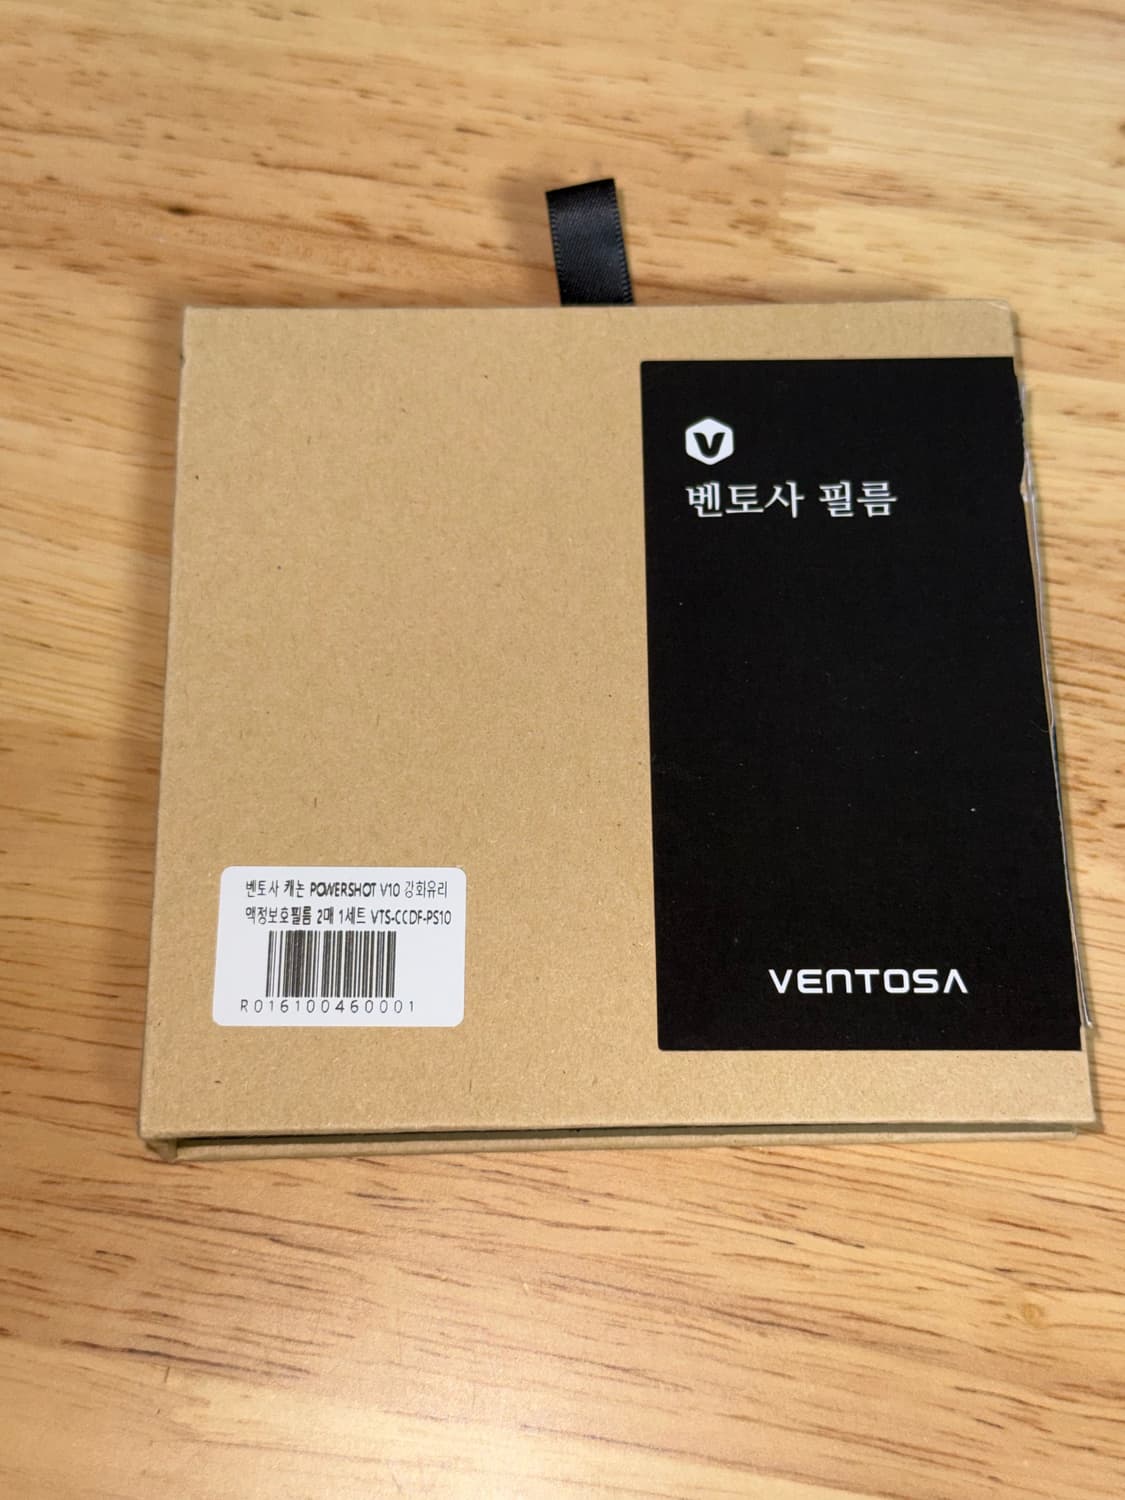 V
벤토사 필름
VENTOSA
벤토사 캐논 POWERSHOT V10 강화유리
액정보호필름 2매 1세트 VTS-CCDF-PS10
R016100460001